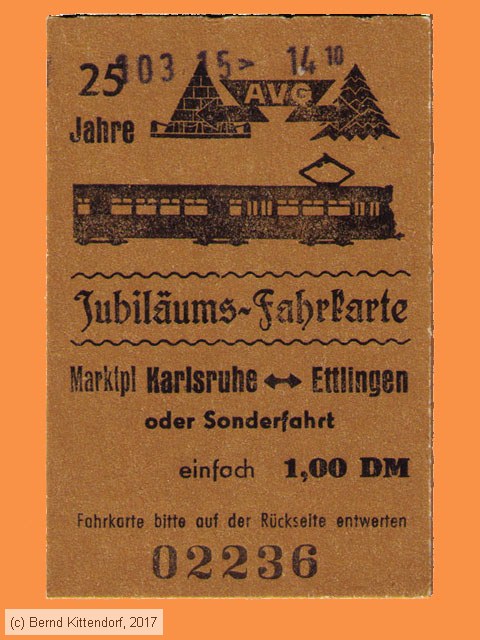 103 15> 14 10
25 AVG
Jahre
Jubiläums-Fahrkarte
Marktpl Karlsruhe ↔ Ettlingen
oder Sonderfahrt
einfach 1,00 DM
Fahrkarte bitte auf der Rückseite entwerten
02236
(c) Bernd Kittendorf, 2017